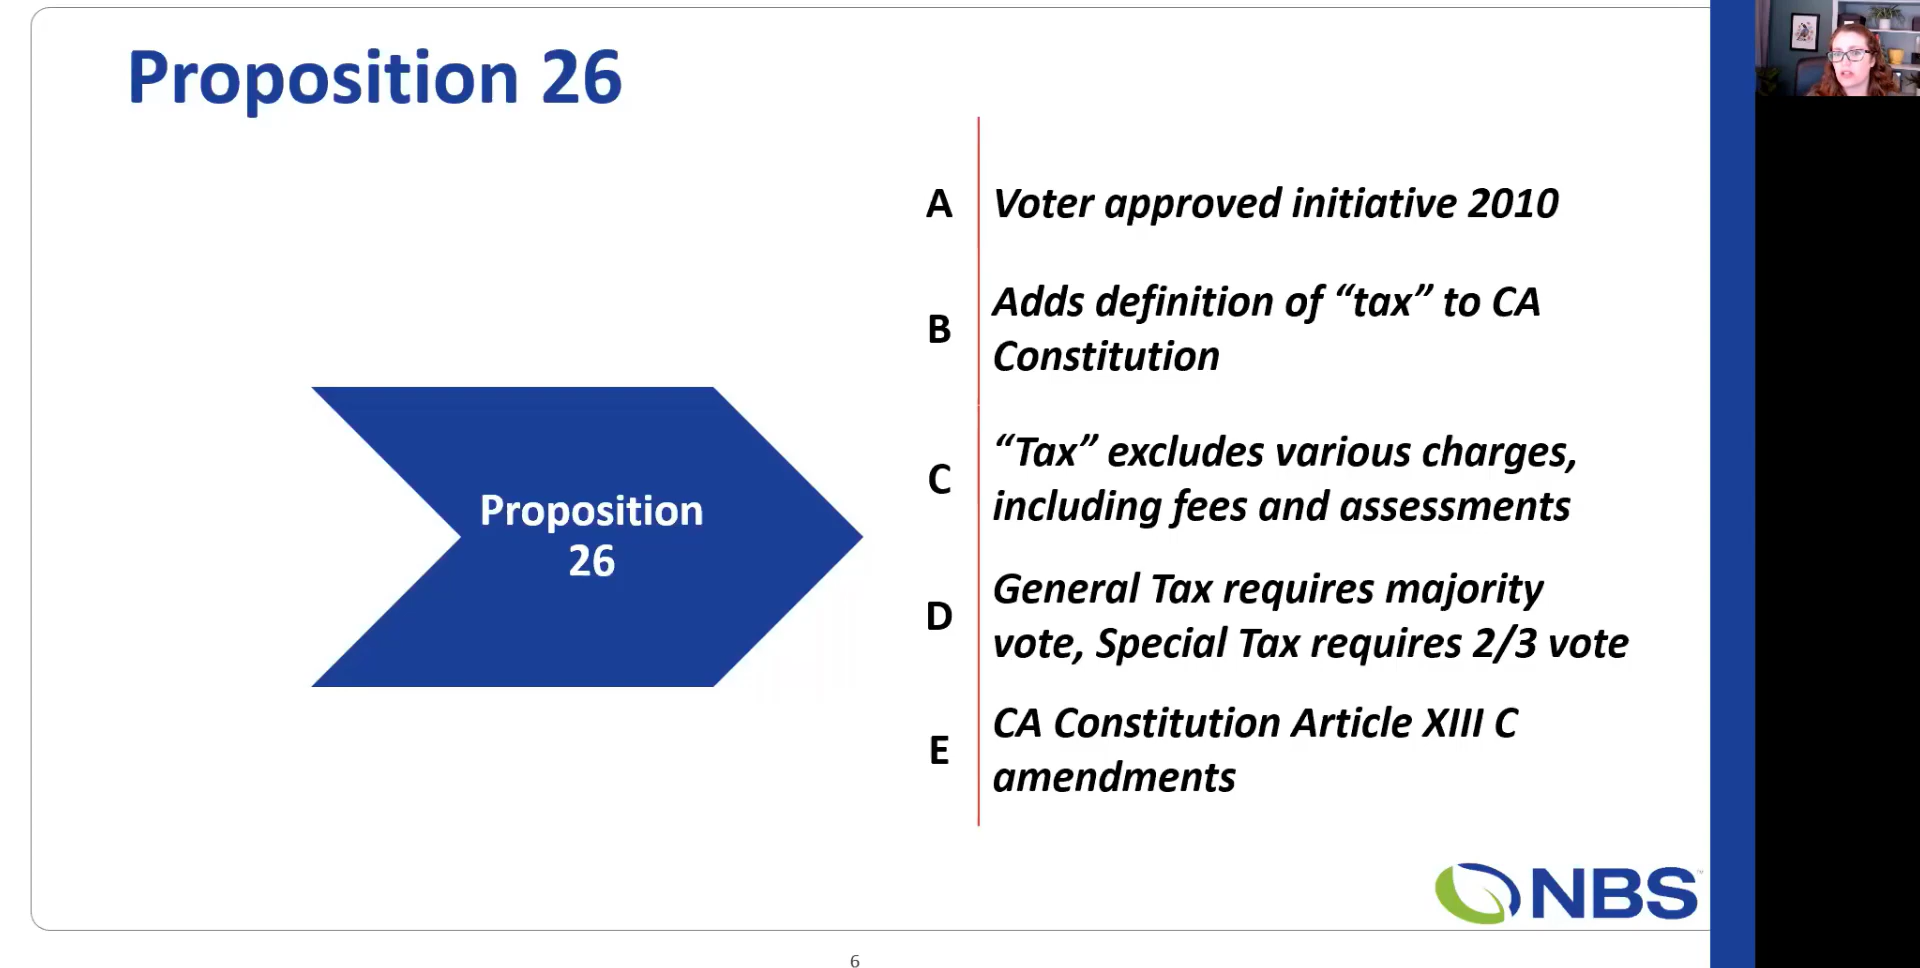 Proposition 26
A
Voter approved initiative 2010
B
Adds definition of “tax” to CA
Constitution
C
“Tax” excludes various charges,
including fees and assessments
D
General Tax requires majority
vote, Special Tax requires 2/3 vote
E
CA Constitution Article XIII C
amendments
Proposition
26
NBS
6